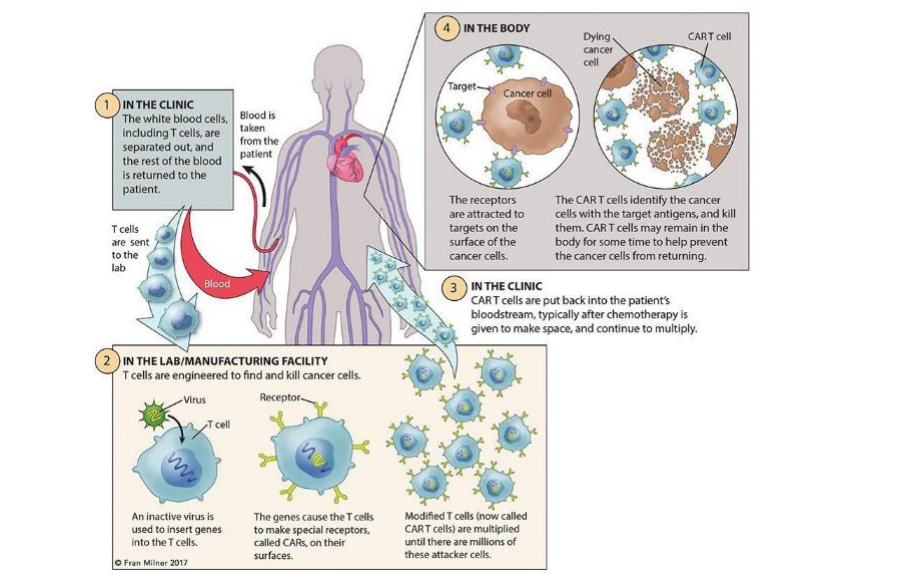 1
IN THE CLINIC
The white blood cells,
including T cells, are
separated out, and
the rest of the blood
is returned to the
patient.
Blood is
taken
from the
patient
T cells
are sent
to the
lab
Blood
2
IN THE LAB/MANUFACTURING FACILITY
T cells are engineered to find and kill cancer cells.
Virus
T cell
An inactive virus is
used to insert genes
into the T cells.
Receptor
The genes cause the T cells
to make special receptors,
called CARs, on their
surfaces.
Modified T cells (now called
CAR T cells) are multiplied
until there are millions of
these attacker cells.
3
IN THE CLINIC
CAR T cells are put back into the patient's
bloodstream, typically after chemotherapy is
given to make space, and continue to multiply.
4
IN THE BODY
Target
Cancer cell
The receptors
are attracted to
targets on the
surface of the
cancer cells.
Dying
cancer
cell
CAR T cell
The CAR T cells identify the cancer
cells with the target antigens, and kill
them. CAR T cells may remain in the
body for some time to help prevent
the cancer cells from returning.
© Fran Milner 2017